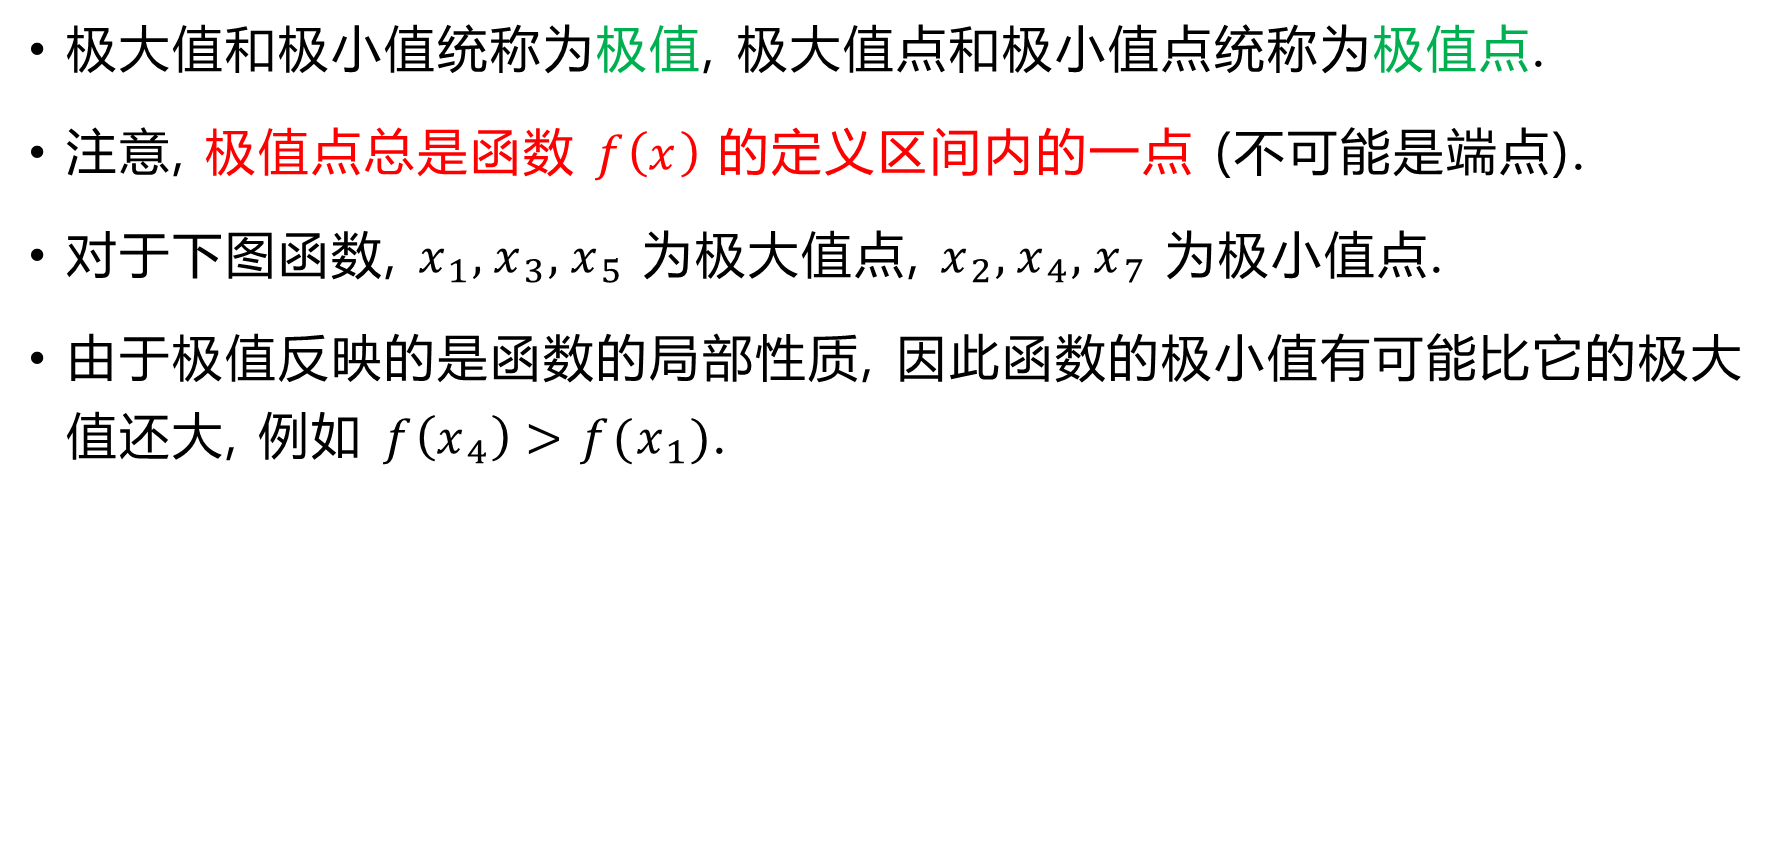 • 极大值和极小值统称为极值, 极大值点和极小值点统称为极值点.
• 注意, 极值点总是函数 f(x) 的定义区间内的一点 (不可能是端点).
• 对于下图函数, x₁, x₃, x₅ 为极大值点, x₂, x₄, x₇ 为极小值点.
• 由于极值反映的是函数的局部性质, 因此函数的极小值有可能比它的极大
值还大, 例如 f(x₄) > f(x₁).